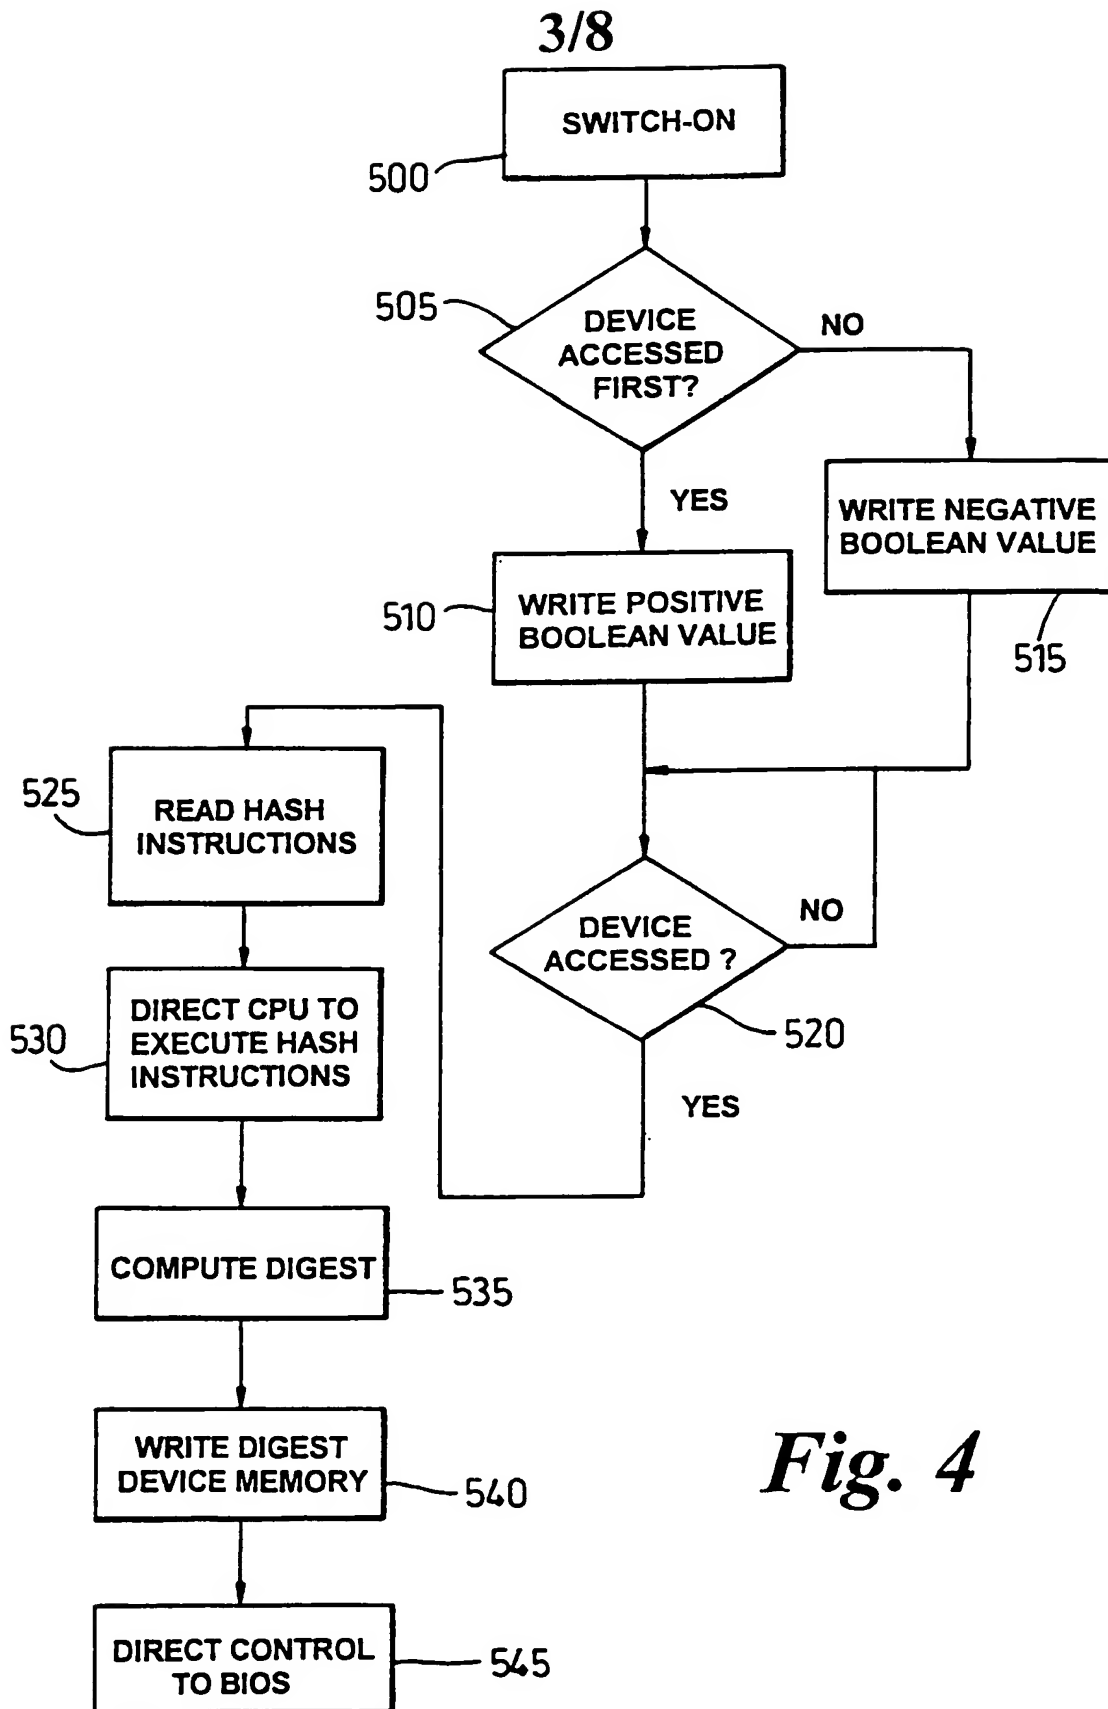 3/8
SWITCH-ON
500
505
DEVICE
ACCESSED
FIRST?
NO
YES
WRITE NEGATIVE
BOOLEAN VALUE
515
510
WRITE POSITIVE
BOOLEAN VALUE
525
READ HASH
INSTRUCTIONS
DEVICE
ACCESSED ?
NO
520
YES
530
DIRECT CPU TO
EXECUTE HASH
INSTRUCTIONS
COMPUTE DIGEST
535
WRITE DIGEST
DEVICE MEMORY
540
DIRECT CONTROL
TO BIOS
545
Fig. 4